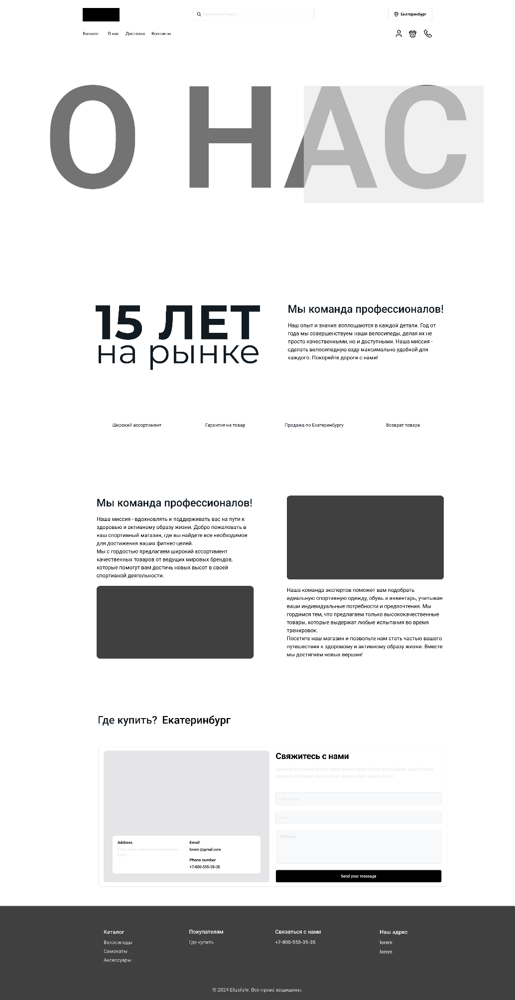 Input search query...
Екатеринбург
Каталог
О нас
Доставка
Контакты
О НАС
15 ЛЕТ
на рынке
Мы команда профессионалов!
Наш опыт и знания воплощаются в каждой детали. Год от
года мы совершенствуем наши велосипеды, делая их не
просто качественными, но и доступными. Наша миссия -
сделать велосипедную езду максимально удобной для
каждого. Покоряйте дороги с нами!
Широкий ассортимент
Гарантия на товар
Продажа по Екатеринбургу
Возврат товара
Мы команда профессионалов!
Наша миссия - вдохновлять и поддерживать вас на пути к
здоровью и активному образу жизни. Добро пожаловать в
наш спортивный магазин, где вы найдете все необходимое
для достижения ваших фитнес-целей.
Мы с гордостью предлагаем широкий ассортимент
качественных товаров от ведущих мировых брендов,
которые помогут вам достичь новых высот в своей
спортивной деятельности.
Наша команда экспертов поможет вам подобрать
идеальную спортивную одежду, обувь и инвентарь, учитывая
ваши индивидуальные потребности и предпочтения. Мы
гордимся тем, что предлагаем только высококачественные
товары, которые выдержат любые испытания во время
тренировок.
Посетите наш магазин и позвольте нам стать частью вашего
путешествия к здоровому и активному образу жизни. Вместе
мы достигнем новых вершин!
Где купить? Екатеринбург
Address
lorem lorem lorem lorem lorem lorem
lorem
Email
lorem @gmail.com
Phone number
+7-800-555-35-35
Свяжитесь с нами
lorem lorem lorem lorem lorem lorem lorem lorem lorem lorem lorem lorem
lorem lorem lorem lorem lorem lorem lorem lorem lorem
First Name
Email
Message
Send your message
Каталог
Велосипеды
Самокаты
Аксессуары
Покупателям
Где купить
Связаться с нами
+7-800-555-35-35
Наш адрес
lorem
lorem
© 2024 Elizafahr. Все права защищены.